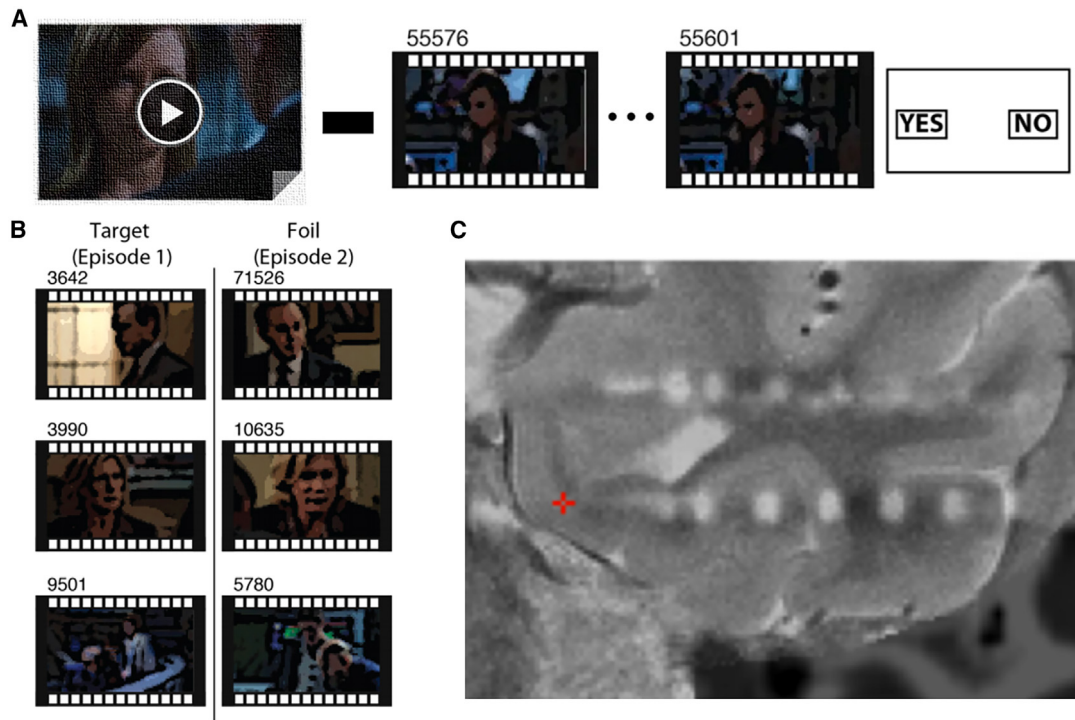 A
55576
55601
YES
NO
B
Target
(Episode 1)
Foil
(Episode 2)
3642
71526
3990
10635
9501
5780
C